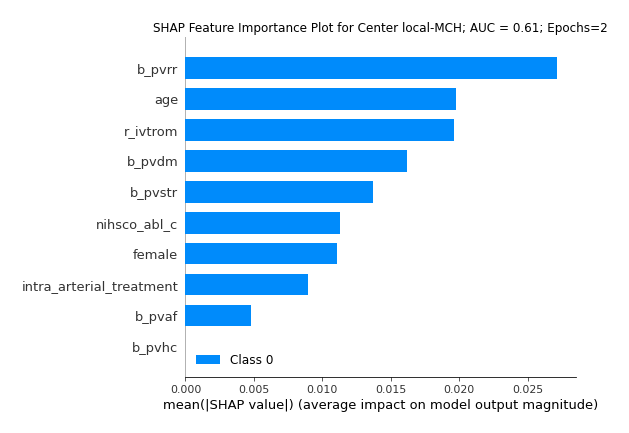 SHAP Feature Importance Plot for Center local-MCH; AUC = 0.61; Epochs=2
b_pvrr
age
r_ivtrom
b_pvdm
b_pvstr
nihsco_abl_c
female
intra_arterial_treatment
b_pvaf
b_pvhc
Class 0
0.000 0.005 0.010 0.015 0.020 0.025
mean(|SHAP value|) (average impact on model output magnitude)